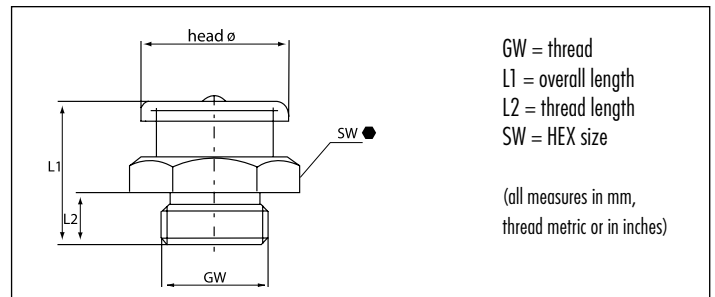 head ø
L1
L2
SW
GW
GW = thread
L1 = overall length
L2 = thread length
SW = HEX size
(all measures in mm,
thread metric or in inches)